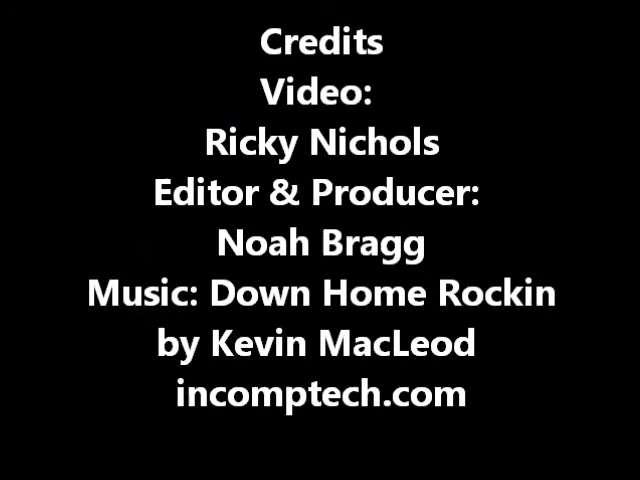 Credits
Video:
Ricky Nichols
Editor & Producer:
Noah Bragg
Music: Down Home Rockin
by Kevin MacLeod
incomptech.com